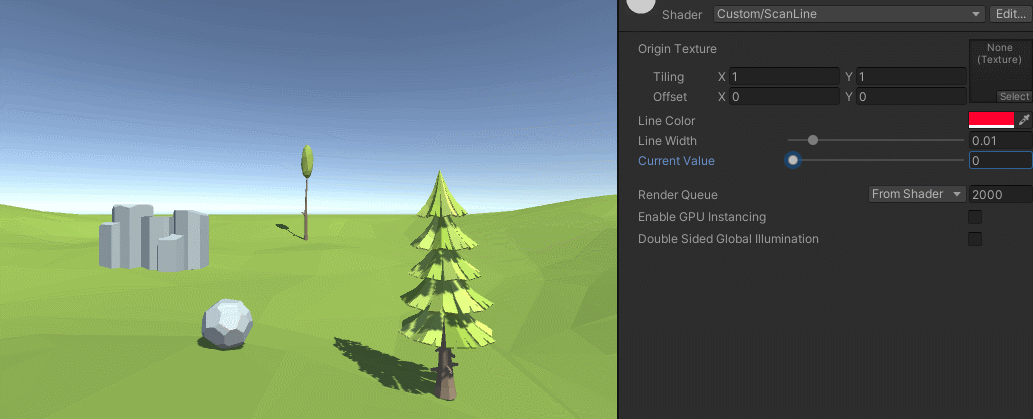 Shader Custom/ScanLine Edit...
Origin Texture
None
(Texture)
Tiling X 1 Y 1
Offset X 0 Y 0
Select
Line Color
Line Width 0.01
Current Value 0
Render Queue From Shader 2000
Enable GPU Instancing
Double Sided Global Illumination